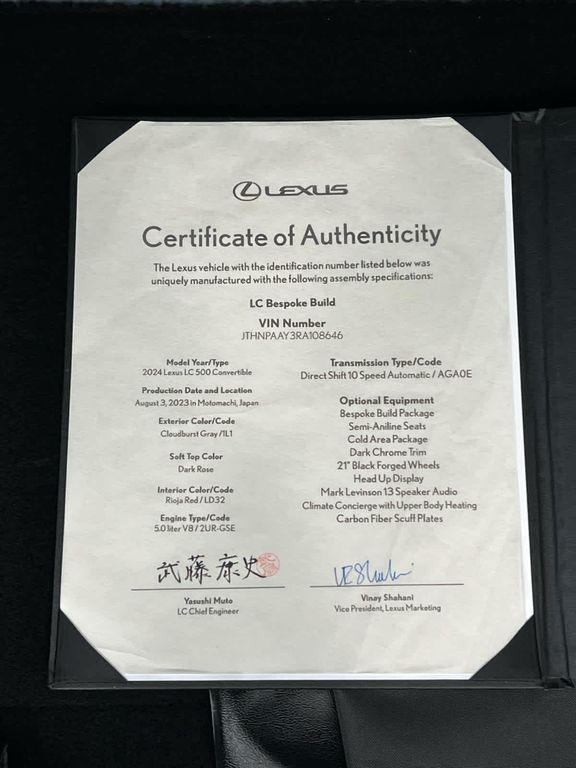 LEXUS
Certificate of Authenticity
The Lexus vehicle with the identification number listed below was
uniquely manufactured with the following assembly specifications:
LC Bespoke Build
VIN Number
JTHNPAAY3RA108646
Model Year/Type
2024 Lexus LC 500 Convertible
Production Date and Location
August 3, 2023 in Motomachi, Japan
Exterior Color/Code
Cloudburst Gray /1L1
Soft Top Color
Dark Rose
Interior Color/Code
Rioja Red / LD32
Engine Type/Code
5.0 liter V8 / 2UR-GSE
Transmission Type/Code
Direct Shift 10 Speed Automatic / AGA0E
Optional Equipment
Bespoke Build Package
Semi-Aniline Seats
Cold Area Package
Dark Chrome Trim
21" Black Forged Wheels
Head Up Display
Mark Levinson 13 Speaker Audio
Climate Concierge with Upper Body Heating
Carbon Fiber Scuff Plates
武藤 康史
Yasushi Muto
LC Chief Engineer
Vinay Shahani
Vice President, Lexus Marketing